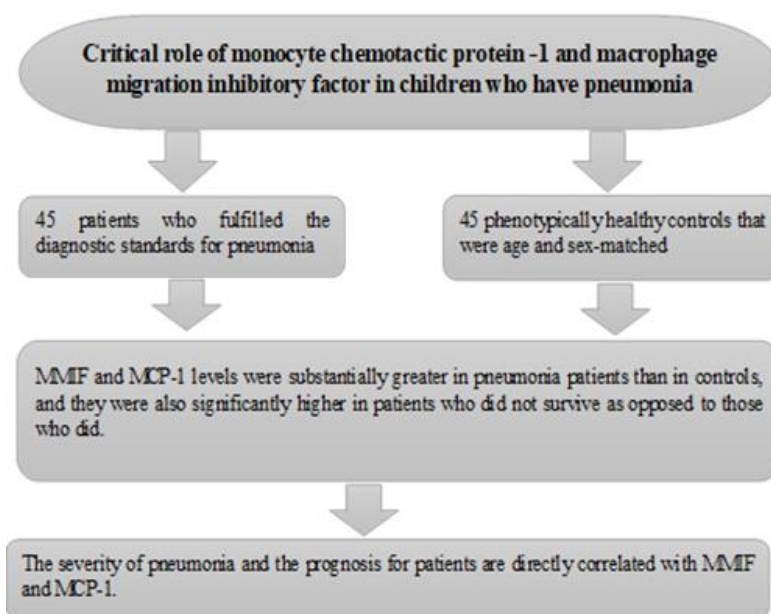 Critical role of monocyte chemotactic protein -1 and macrophage
migration inhibitory factor in children who have pneumonia
45 patients who fulfilled the
diagnostic standards for pneumonia
45 phenotypically healthy controls that
were age and sex-matched
MMIF and MCP-1 levels were substantially greater in pneumonia patients than in controls,
and they were also significantly higher in patients who did not survive as opposed to those
who did.
The severity of pneumonia and the prognosis for patients are directly correlated with MMIF
and MCP-1.